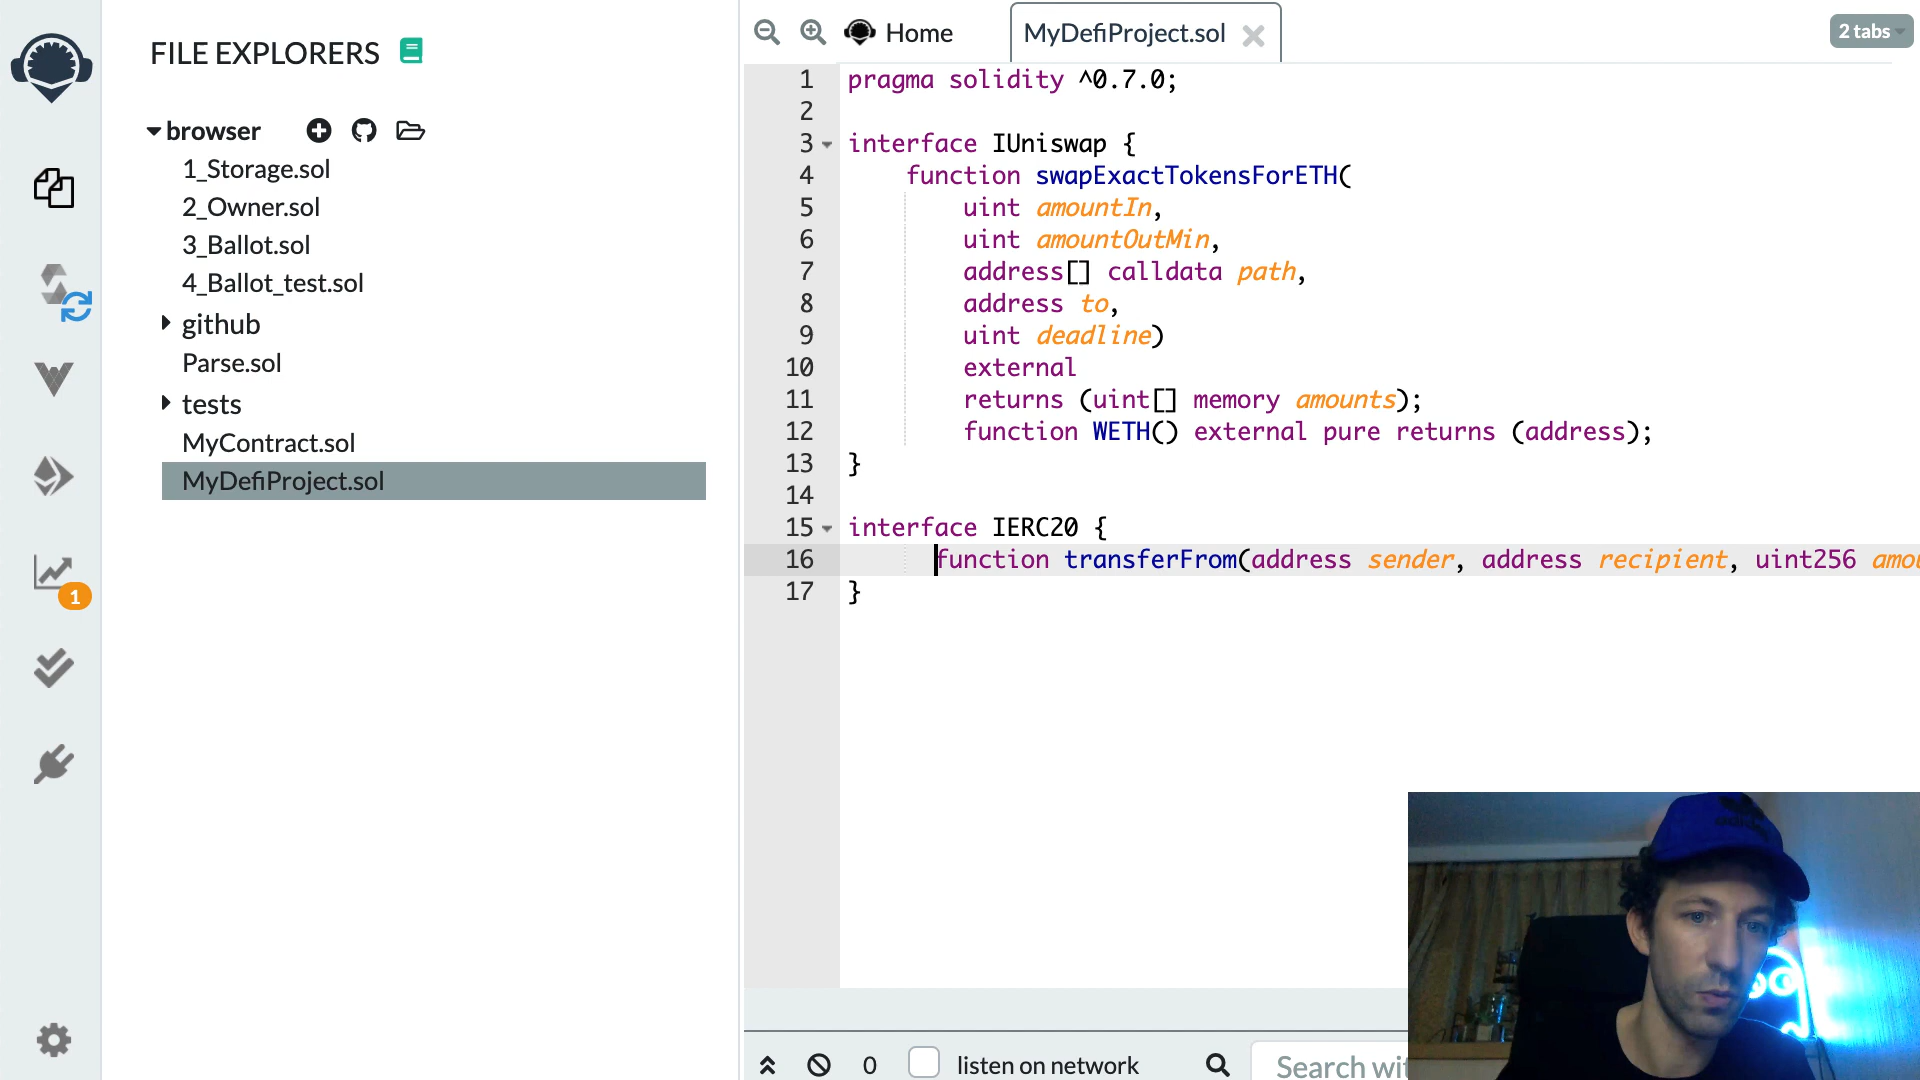 FILE EXPLORERS
browser
1_Storage.sol
2_Owner.sol
3_Ballot.sol
4_Ballot_test.sol
github
Parse.sol
tests
MyContract.sol
MyDefiProject.sol
1
Home
MyDefiProject.sol
2 tabs
1 pragma solidity ^0.7.0;
2
3 interface IUniswap {
4 function swapExactTokensForETH(
5 uint amountIn,
6 uint amountOutMin,
7 address[] calldata path,
8 address to,
9 uint deadline)
10 external
11 returns (uint[] memory amounts);
12 function WETH() external pure returns (address);
13 }
14
15 interface IERC20 {
16 function transferFrom(address sender, address recipient, uint256
17 }
0 listen on network
Search